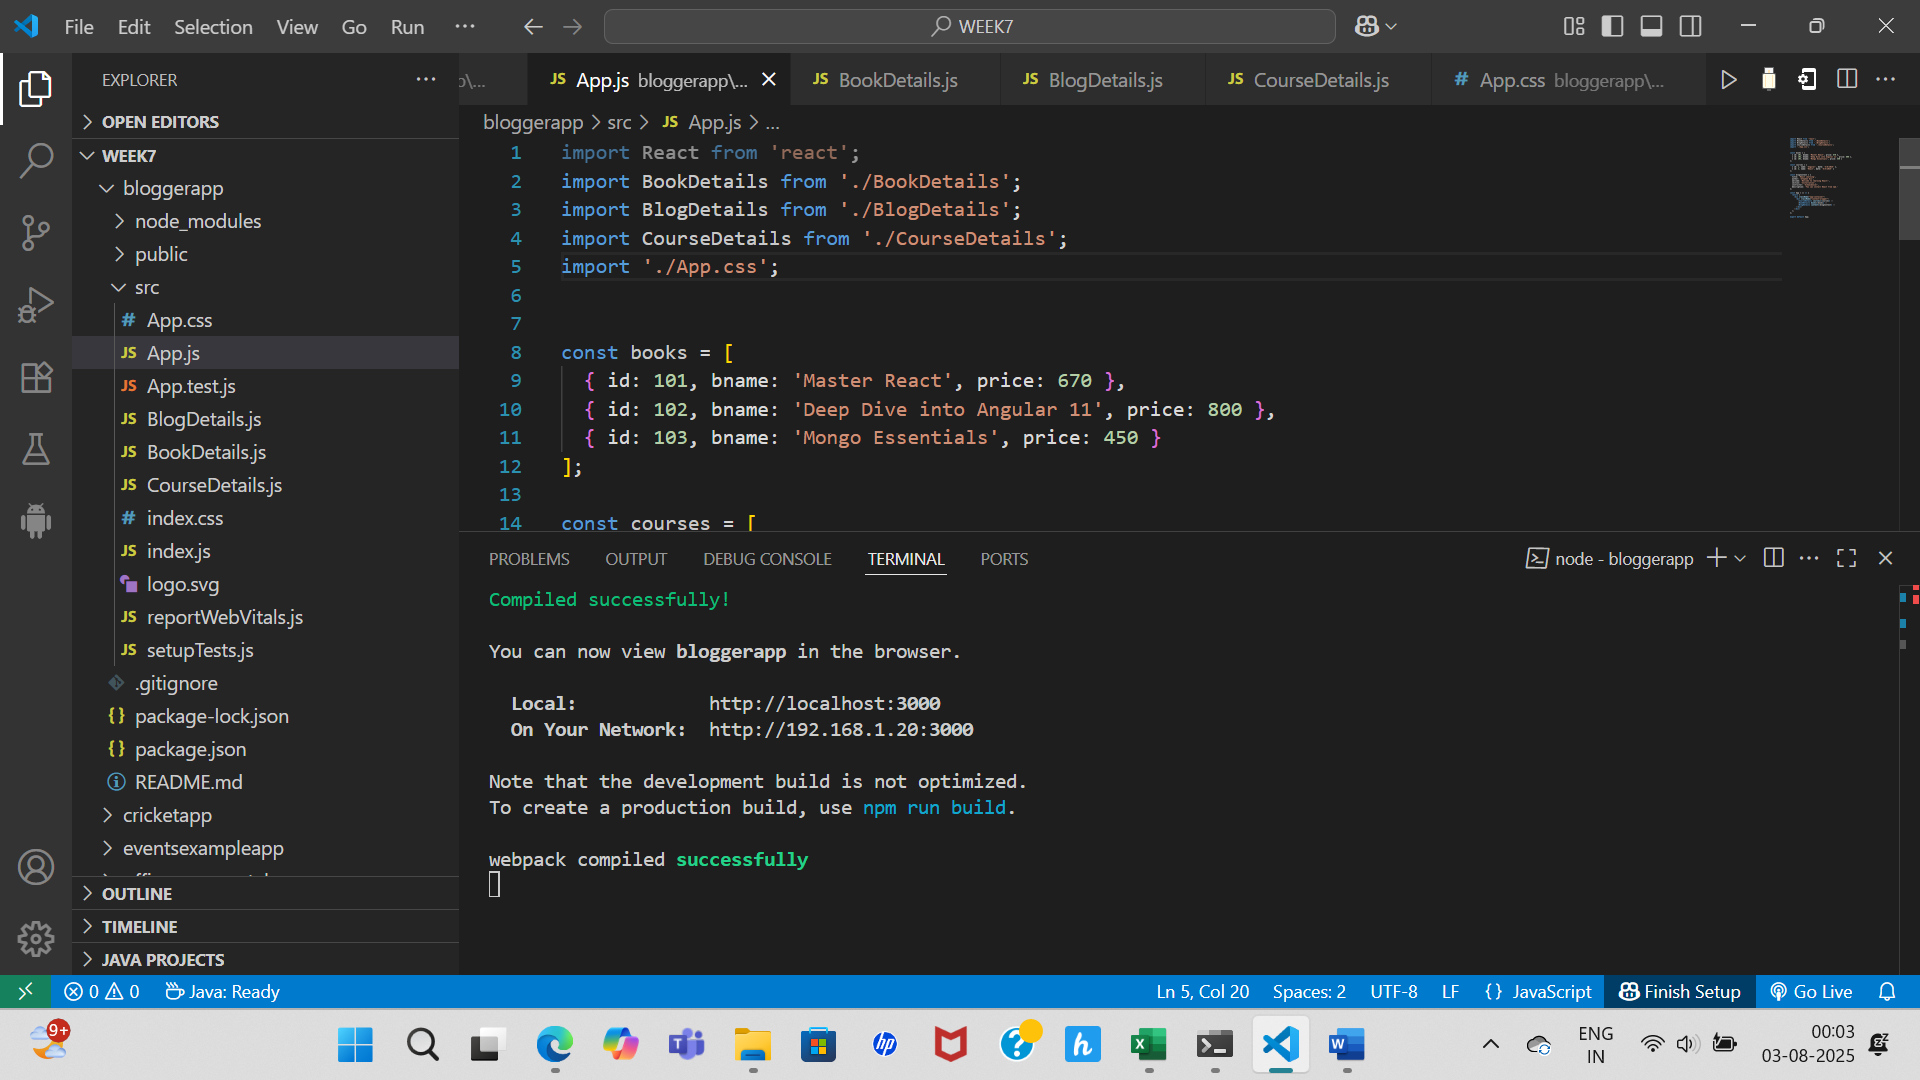 File Edit Selection View Go Run ··· WEEK7
EXPLORER ···
OPEN EDITORS
WEEK7
bloggerapp
node_modules
public
src
# App.css
JS App.js
JS App.test.js
JS BlogDetails.js
JS BookDetails.js
JS CourseDetails.js
# index.css
JS index.js
logo.svg
JS reportWebVitals.js
JS setupTests.js
.gitignore
{} package-lock.json
{} package.json
README.md
cricketapp
eventsexampleapp
OUTLINE
TIMELINE
JAVA PROJECTS
JS App.js bloggerapp\... JS BookDetails.js JS BlogDetails.js JS CourseDetails.js # App.css bloggerapp\...
bloggerapp > src > JS App.js > ...
1 import React from 'react';
2 import BookDetails from './BookDetails';
3 import BlogDetails from './BlogDetails';
4 import CourseDetails from './CourseDetails';
5 import './App.css';
6
7
8 const books = [
9 { id: 101, bname: 'Master React', price: 670 },
10 { id: 102, bname: 'Deep Dive into Angular 11', price: 800 },
11 { id: 103, bname: 'Mongo Essentials', price: 450 }
12 ];
13
14 const courses = [
PROBLEMS OUTPUT DEBUG CONSOLE TERMINAL PORTS node - bloggerapp
Compiled successfully!
You can now view bloggerapp in the browser.
Local: http://localhost:3000
On Your Network: http://192.168.1.20:3000
Note that the development build is not optimized.
To create a production build, use npm run build.
webpack compiled successfully
0 0 Java: Ready Ln 5, Col 20 Spaces: 2 UTF-8 LF {} JavaScript Finish Setup Go Live
9+
hp
h
ENG
IN
00:03
03-08-2025